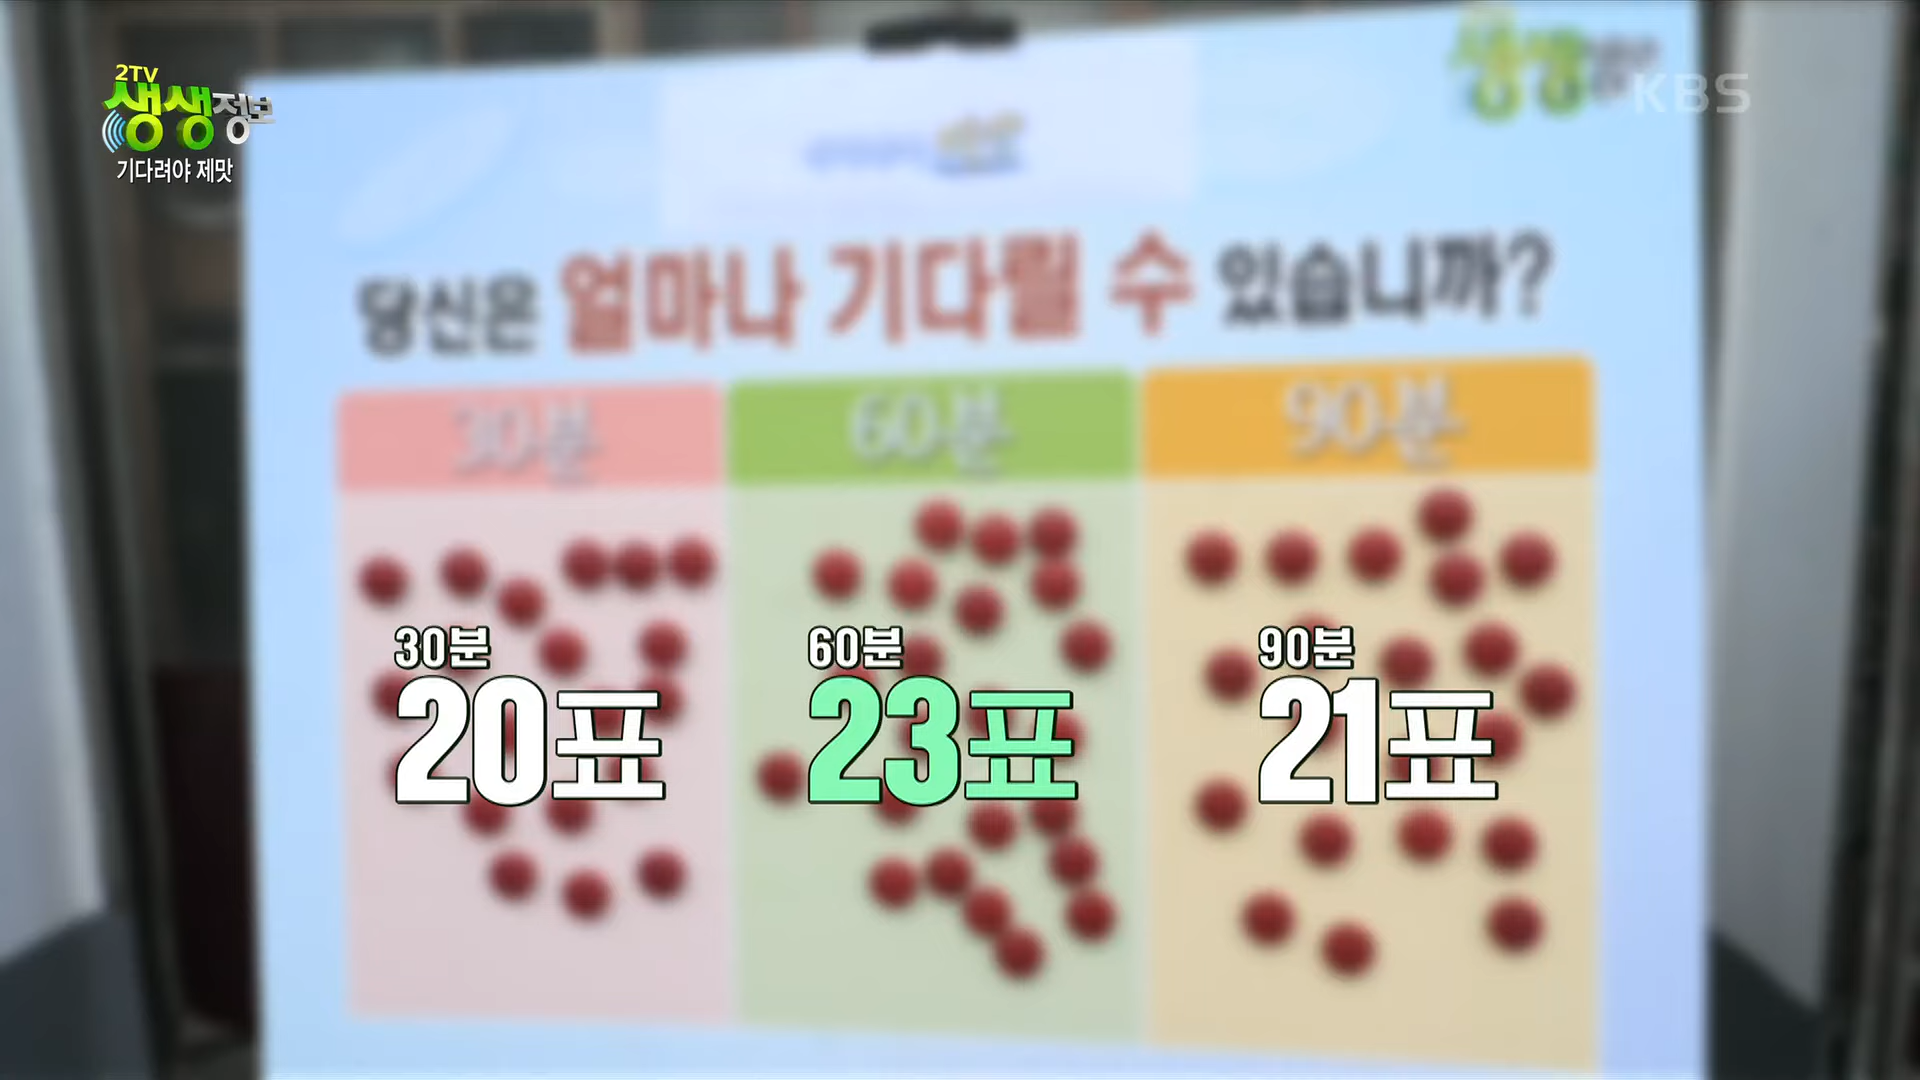 2TV
생생정보
기다려야 제맛
KBS
당신은 얼마나 기다릴 수 있습니까?
30분 60분 90분
30분 60분 90분
20표 23표 21표